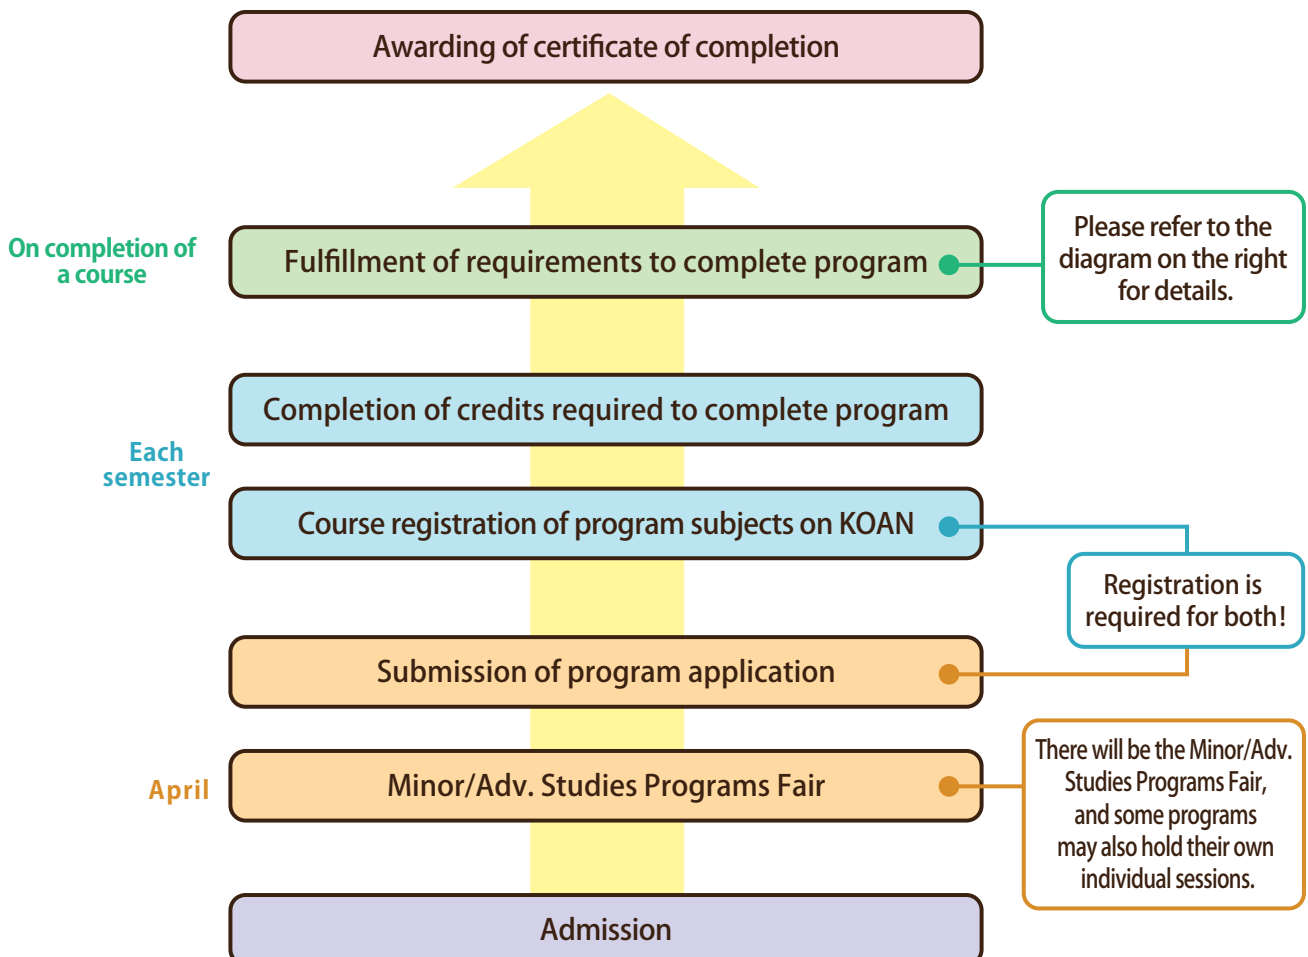 Awarding of certificate of completion
On completion of
a course
Fulfillment of requirements to complete program
Please refer to the
diagram on the right
for details.
Completion of credits required to complete program
Each
semester
Course registration of program subjects on KOAN
Registration is
required for both!
Submission of program application
April
Minor/Adv. Studies Programs Fair
There will be the Minor/Adv.
Studies Programs Fair,
and some programs
may also hold their own
individual sessions.
Admission